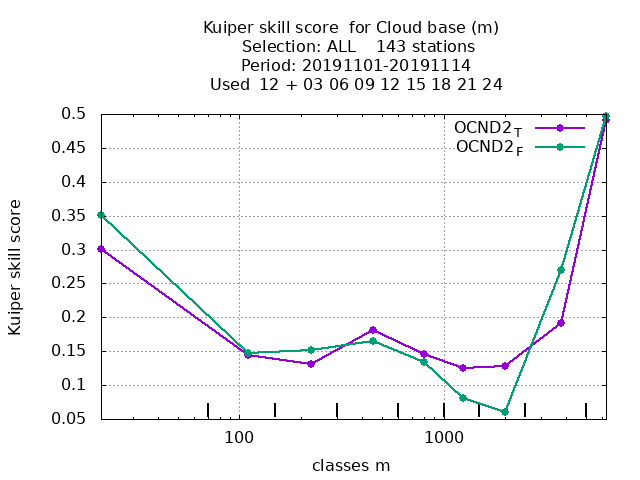 Kuiper skill score  for Cloud base (m)
Selection: ALL    143 stations
Period: 20191101-20191114
Used  12 + 03 06 09 12 15 18 21 24
OCND2T
OCND2F
0.5
0.45
0.4
0.35
0.3
0.25
0.2
0.15
0.1
0.05
Kuiper skill score
100
1000
classes m